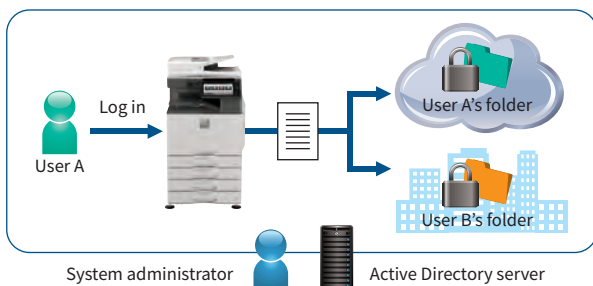 Log in
User A
User A's folder
User B's folder
System administrator
Active Directory server